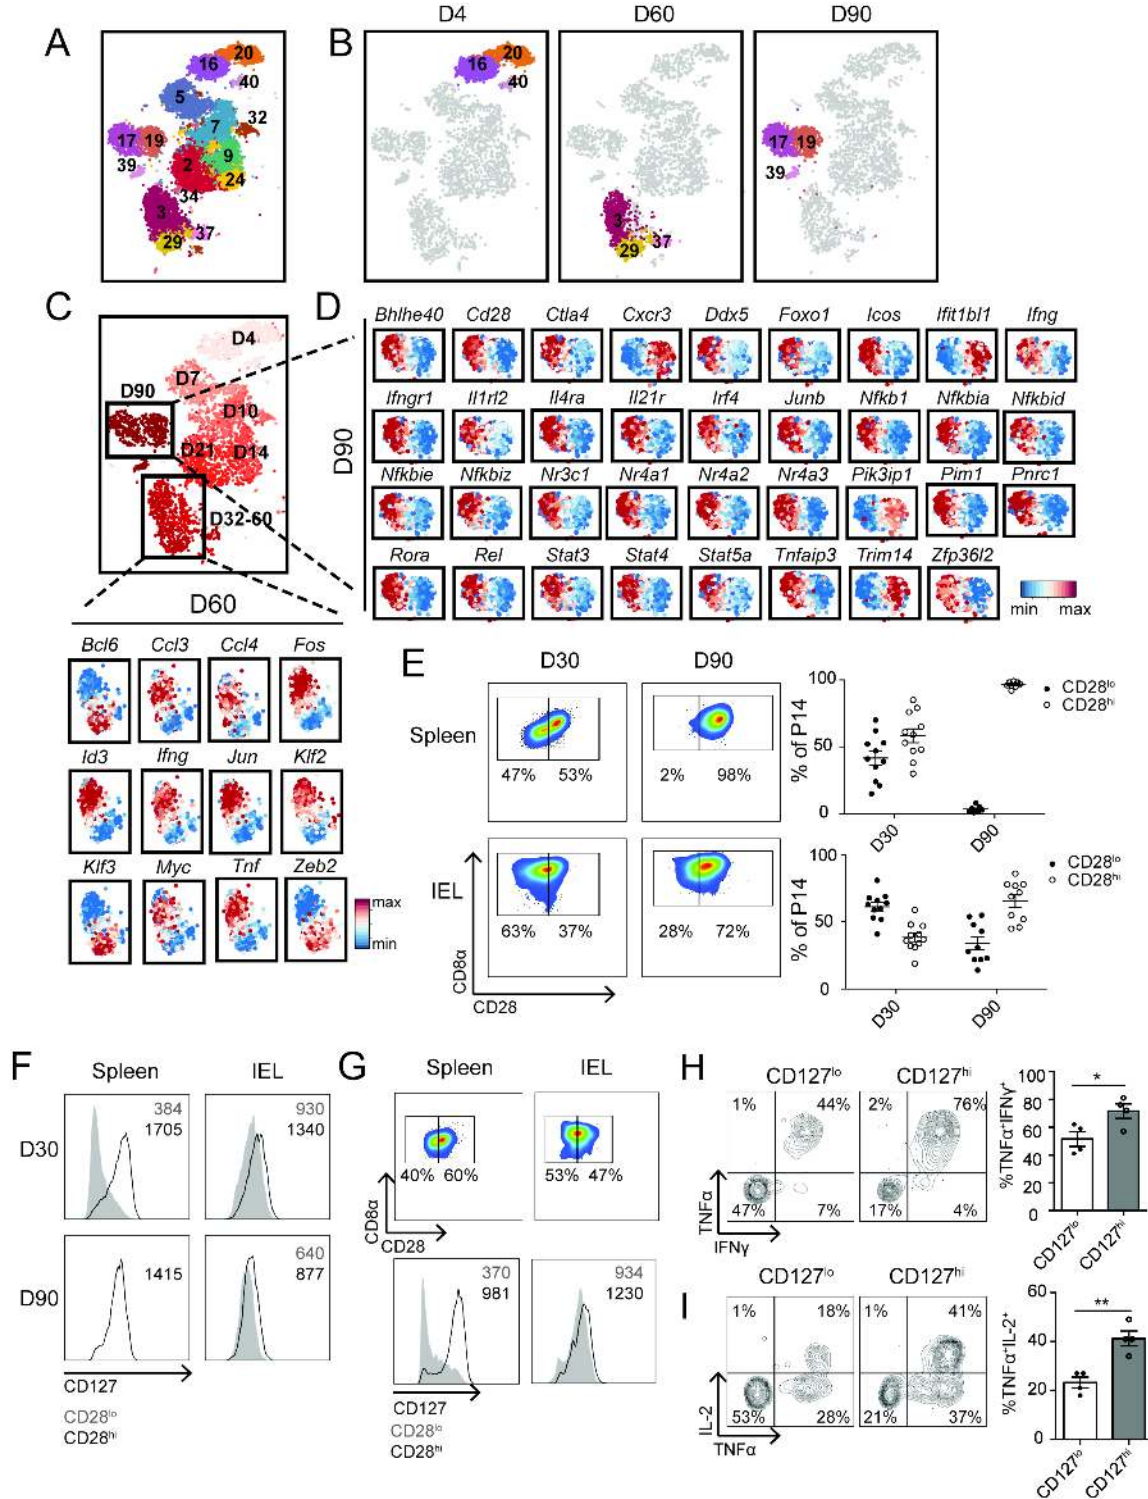 A
20
16
40
5
32
7
17
19
9
39
2
24
34
3
37
29
B
D4
D60
D90
20
16
40
3
29
37
17
19
39
C
D4
D7
D90
D10
D21
D14
D32-60
D60
Bcl6 Ccl3 Ccl4 Fos
Id3 Ifng Jun Klf2
Klf3 Myc Tnf Zeb2
max
min
D
D90
Bhlhe40 Cd28 Ctla4 Cxcr3 Ddx5 Foxo1 Icos Ifit1bl1 Ifng
Ifngr1 Il1rl2 Il4ra Il21r Irf4 Junb Nfkb1 Nfkbia Nfkbid
Nfkbie Nfkbiz Nr3c1 Nr4a1 Nr4a2 Nr4a3 Pik3ip1 Pim1 Pnrc1
Rora Rel Stat3 Stat4 Stat5a Tnfaip3 Trim14 Zfp36l2
min max
E
D30 D90
Spleen
47% 53% 2% 98%
IEL
63% 37% 28% 72%
CD8α
CD28
% of P14
100
50
0
D30
D90
CD28lo
CD28hi
% of P14
100
50
0
D30
D90
CD28lo
CD28hi
F
Spleen IEL
D30
384
1705
930
1340
D90
1415
640
877
CD127
CD28lo
CD28hi
G
Spleen IEL
40% 60% 53% 47%
CD8α
CD28
370
981
934
1230
CD127
CD28lo
CD28hi
H
CD127lo CD127hi
1% 44% 2% 76%
47% 7% 17% 4%
TNFα
IFNγ
%TNFα+IFNγ+
100
80
60
40
20
0
*
CD127lo
CD127hi
I
CD127lo CD127hi
1% 18% 1% 41%
53% 28% 21% 37%
IL-2
TNFα
%TNFα+IL-2+
60
40
20
0
**
CD127lo
CD127hi